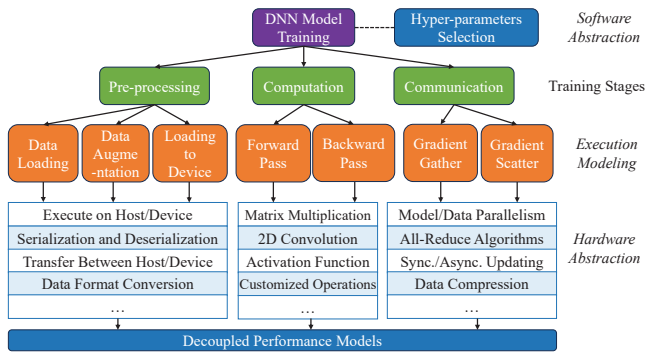 DNN Model
Training
Hyper-parameters
Selection
Software
Abstraction
Pre-processing
Computation
Communication
Training Stages
Data
Loading
Data
Augme
-ntation
Loading
to
Device
Forward
Pass
Backward
Pass
Gradient
Gather
Gradient
Scatter
Execution
Modeling
Execute on Host/Device
Serialization and Deserialization
Transfer Between Host/Device
Data Format Conversion
…
Matrix Multiplication
2D Convolution
Activation Function
Customized Operations
…
Model/Data Parallelism
All-Reduce Algorithms
Sync./Async. Updating
Data Compression
…
Hardware
Abstraction
Decoupled Performance Models